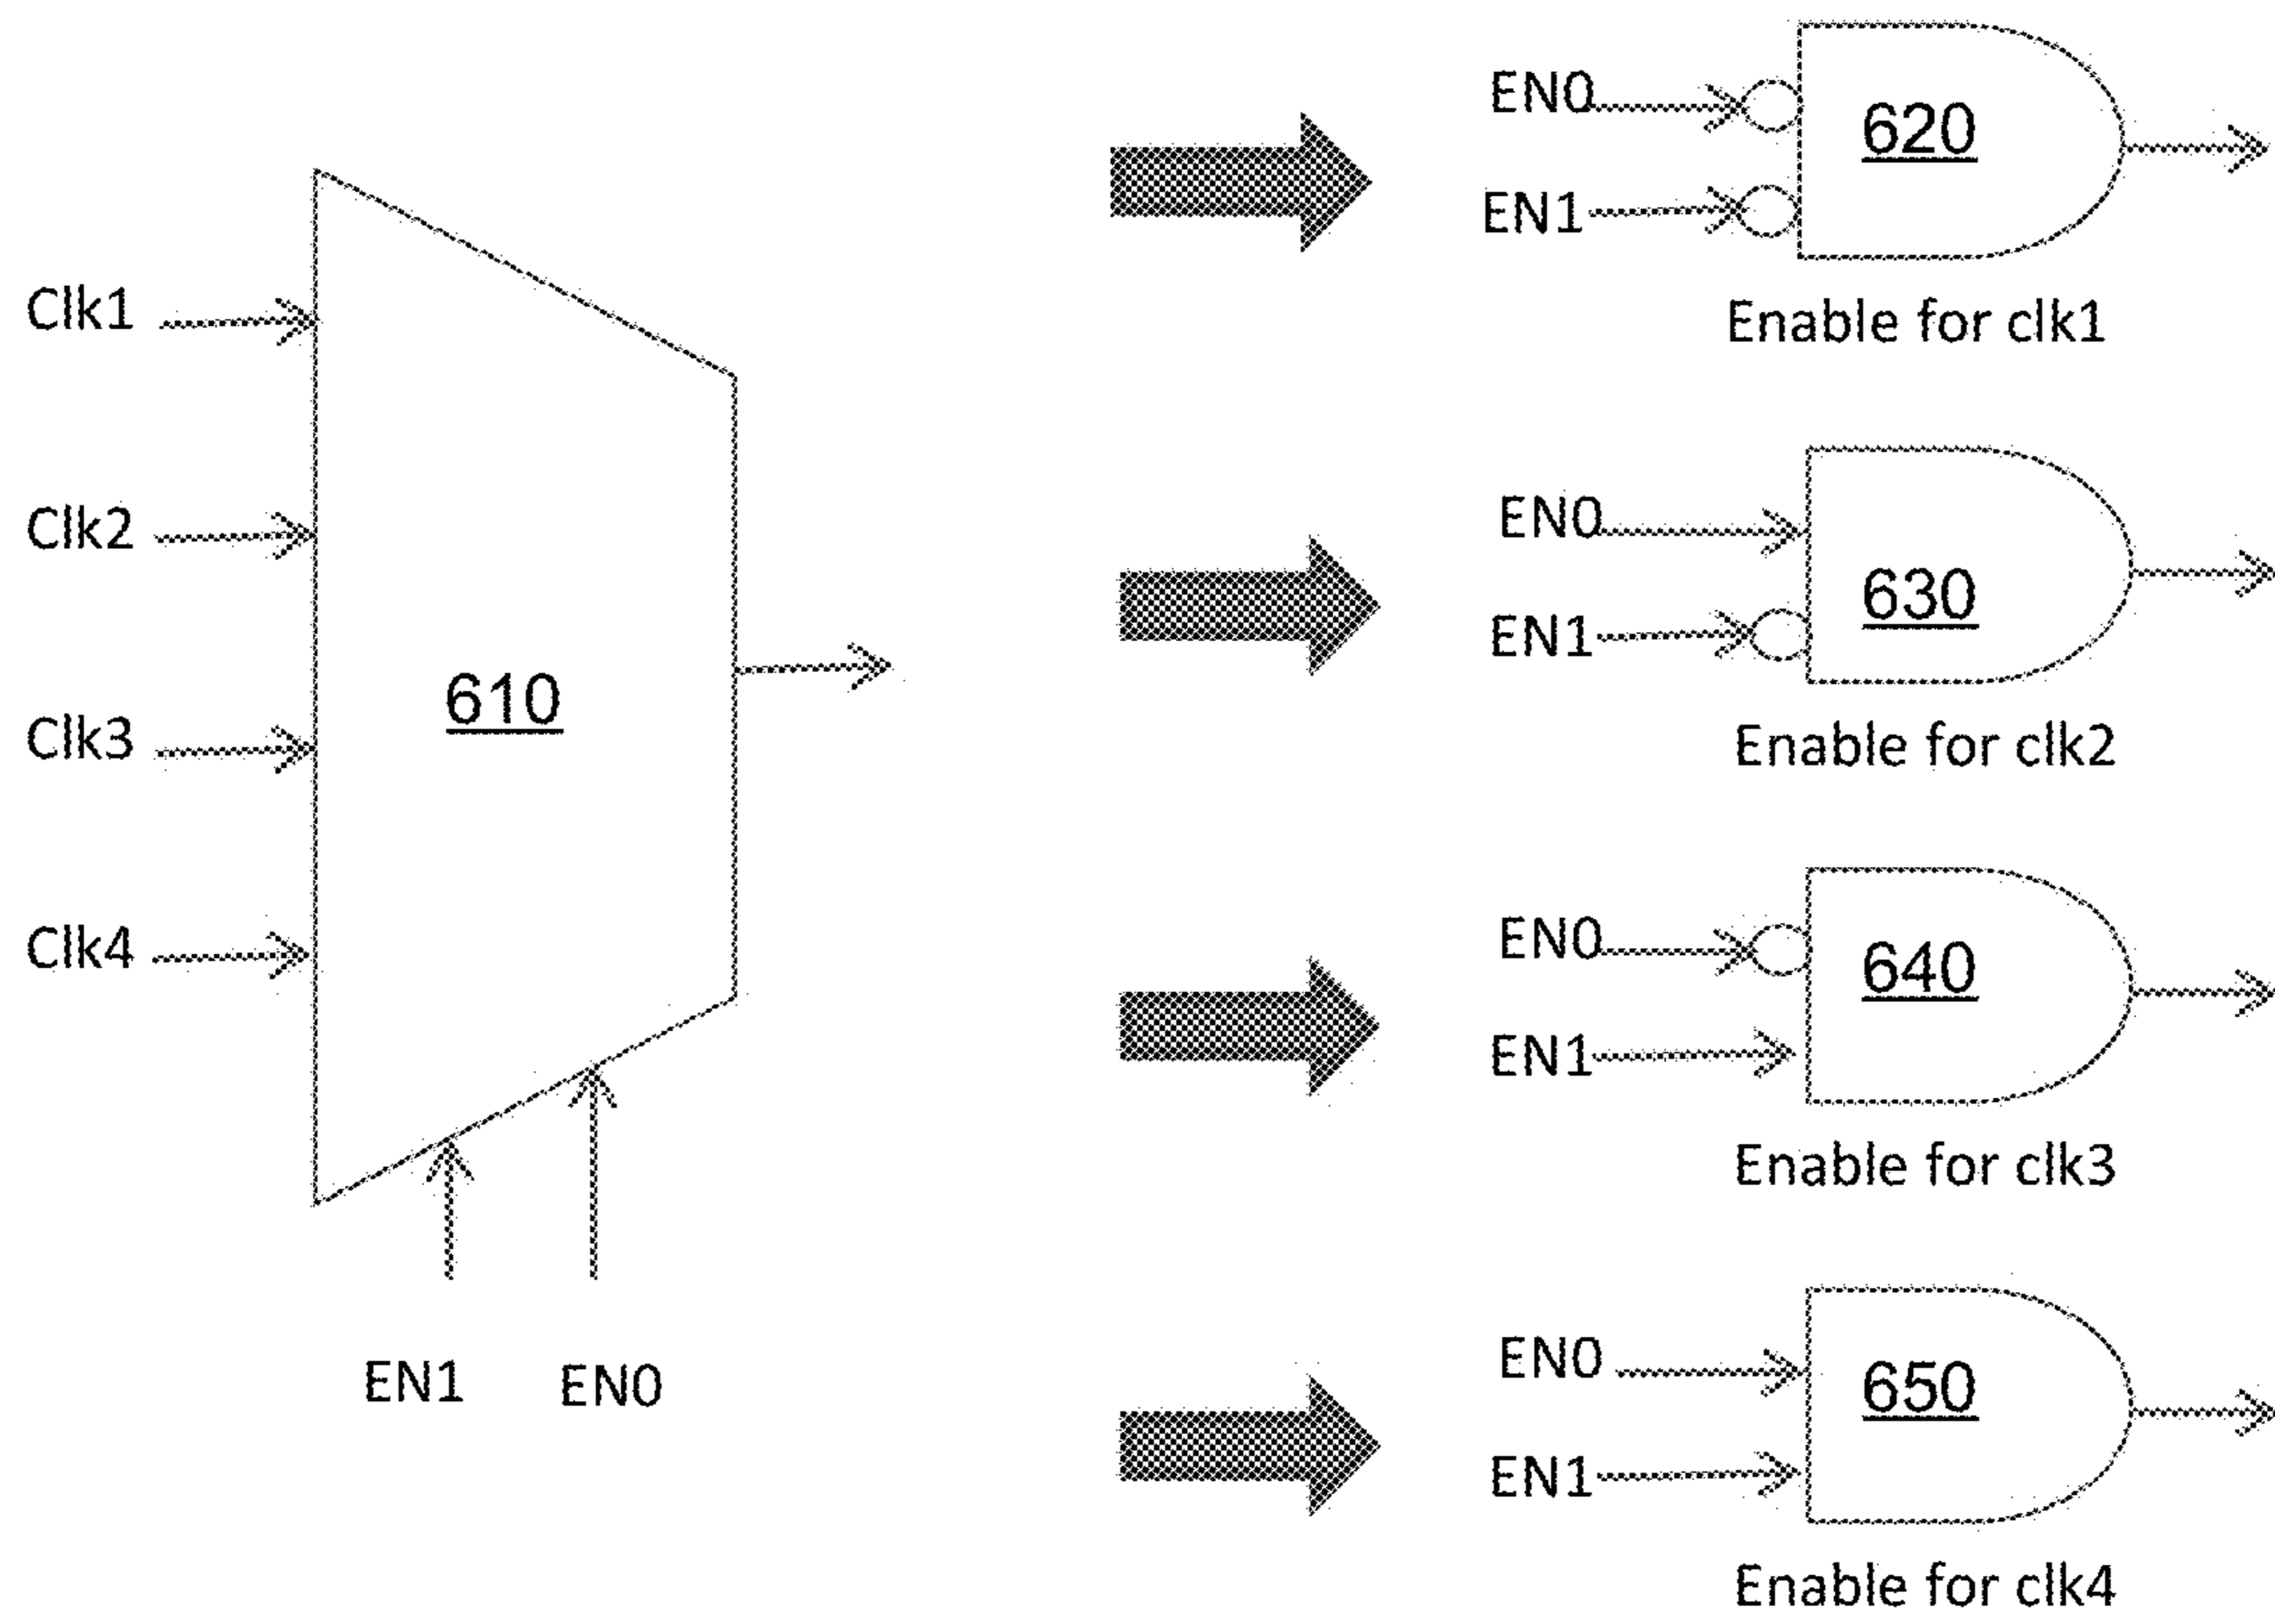 Clk1
Clk2
Clk3
Clk4
610
EN1
EN0
EN0
EN1
620
Enable for clk1
EN0
EN1
630
Enable for clk2
EN0
EN1
640
Enable for clk3
EN0
EN1
650
Enable for clk4